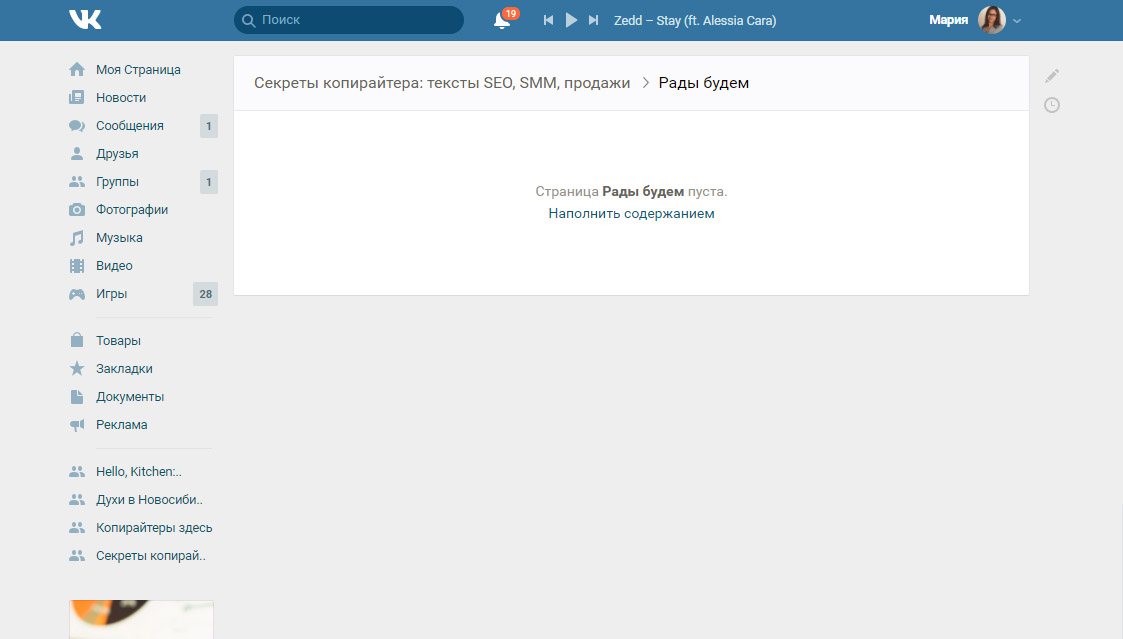 VK
Поиск
19
Zedd – Stay (ft. Alessia Cara)
Мария
Моя Страница
Новости
Сообщения 1
Друзья
Группы 1
Фотографии
Музыка
Видео
Игры 28
Товары
Закладки
Документы
Реклама
Hello, Kitchen:..
Духи в Новосиби..
Копирайтеры здесь
Секреты копирай..
Секреты копирайтера: тексты SEO, SMM, продажи > Рады будем
Страница Рады будем пуста.
Наполнить содержанием